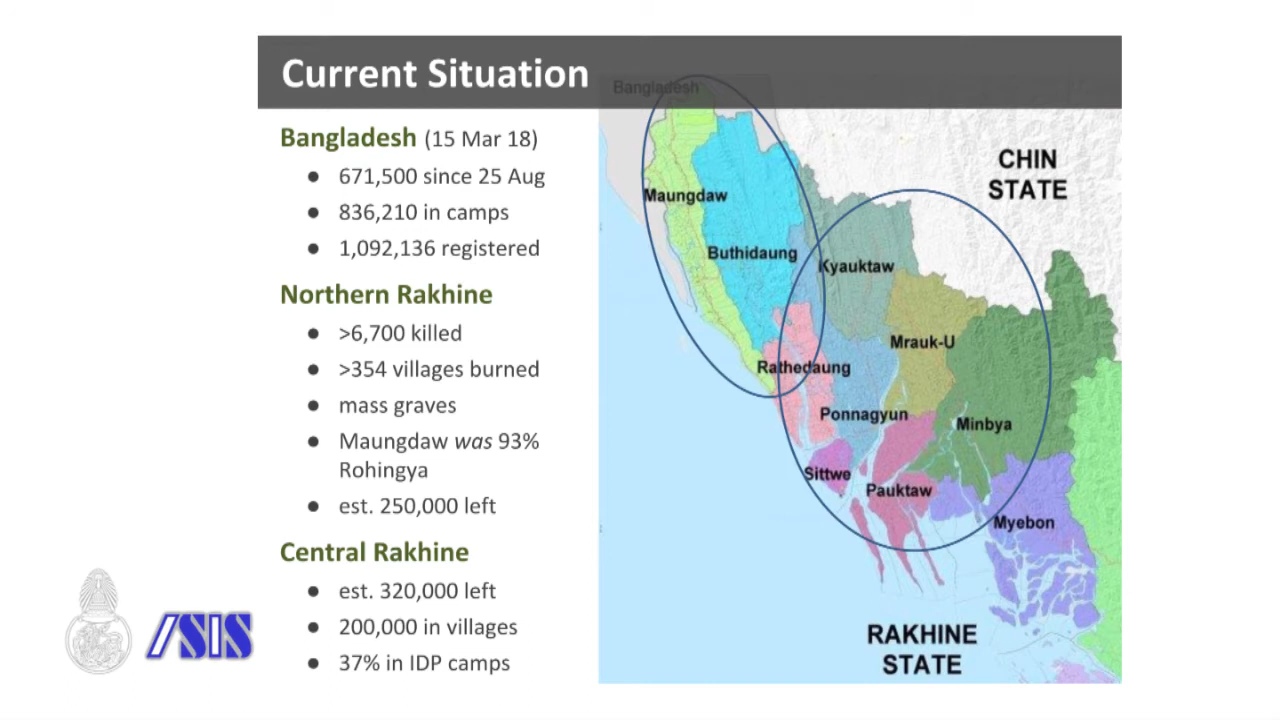 Current Situation
Bangladesh (15 Mar 18)
● 671,500 since 25 Aug
● 836,210 in camps
● 1,092,136 registered
Northern Rakhine
● >6,700 killed
● >354 villages burned
● mass graves
● Maungdaw was 93%
Rohingya
● est. 250,000 left
Central Rakhine
● est. 320,000 left
● 200,000 in villages
● 37% in IDP camps
ISIS
Bangladesh
CHIN
STATE
Maungdaw
Buthidaung
Kyauktaw
Mrauk-U
Rathedaung
Ponnagyun
Minbya
Sittwe
Pauktaw
Myebon
RAKHINE
STATE